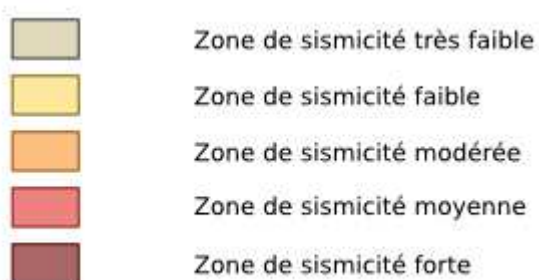 Zone de sismicité très faible
Zone de sismicité faible
Zone de sismicité modérée
Zone de sismicité moyenne
Zone de sismicité forte